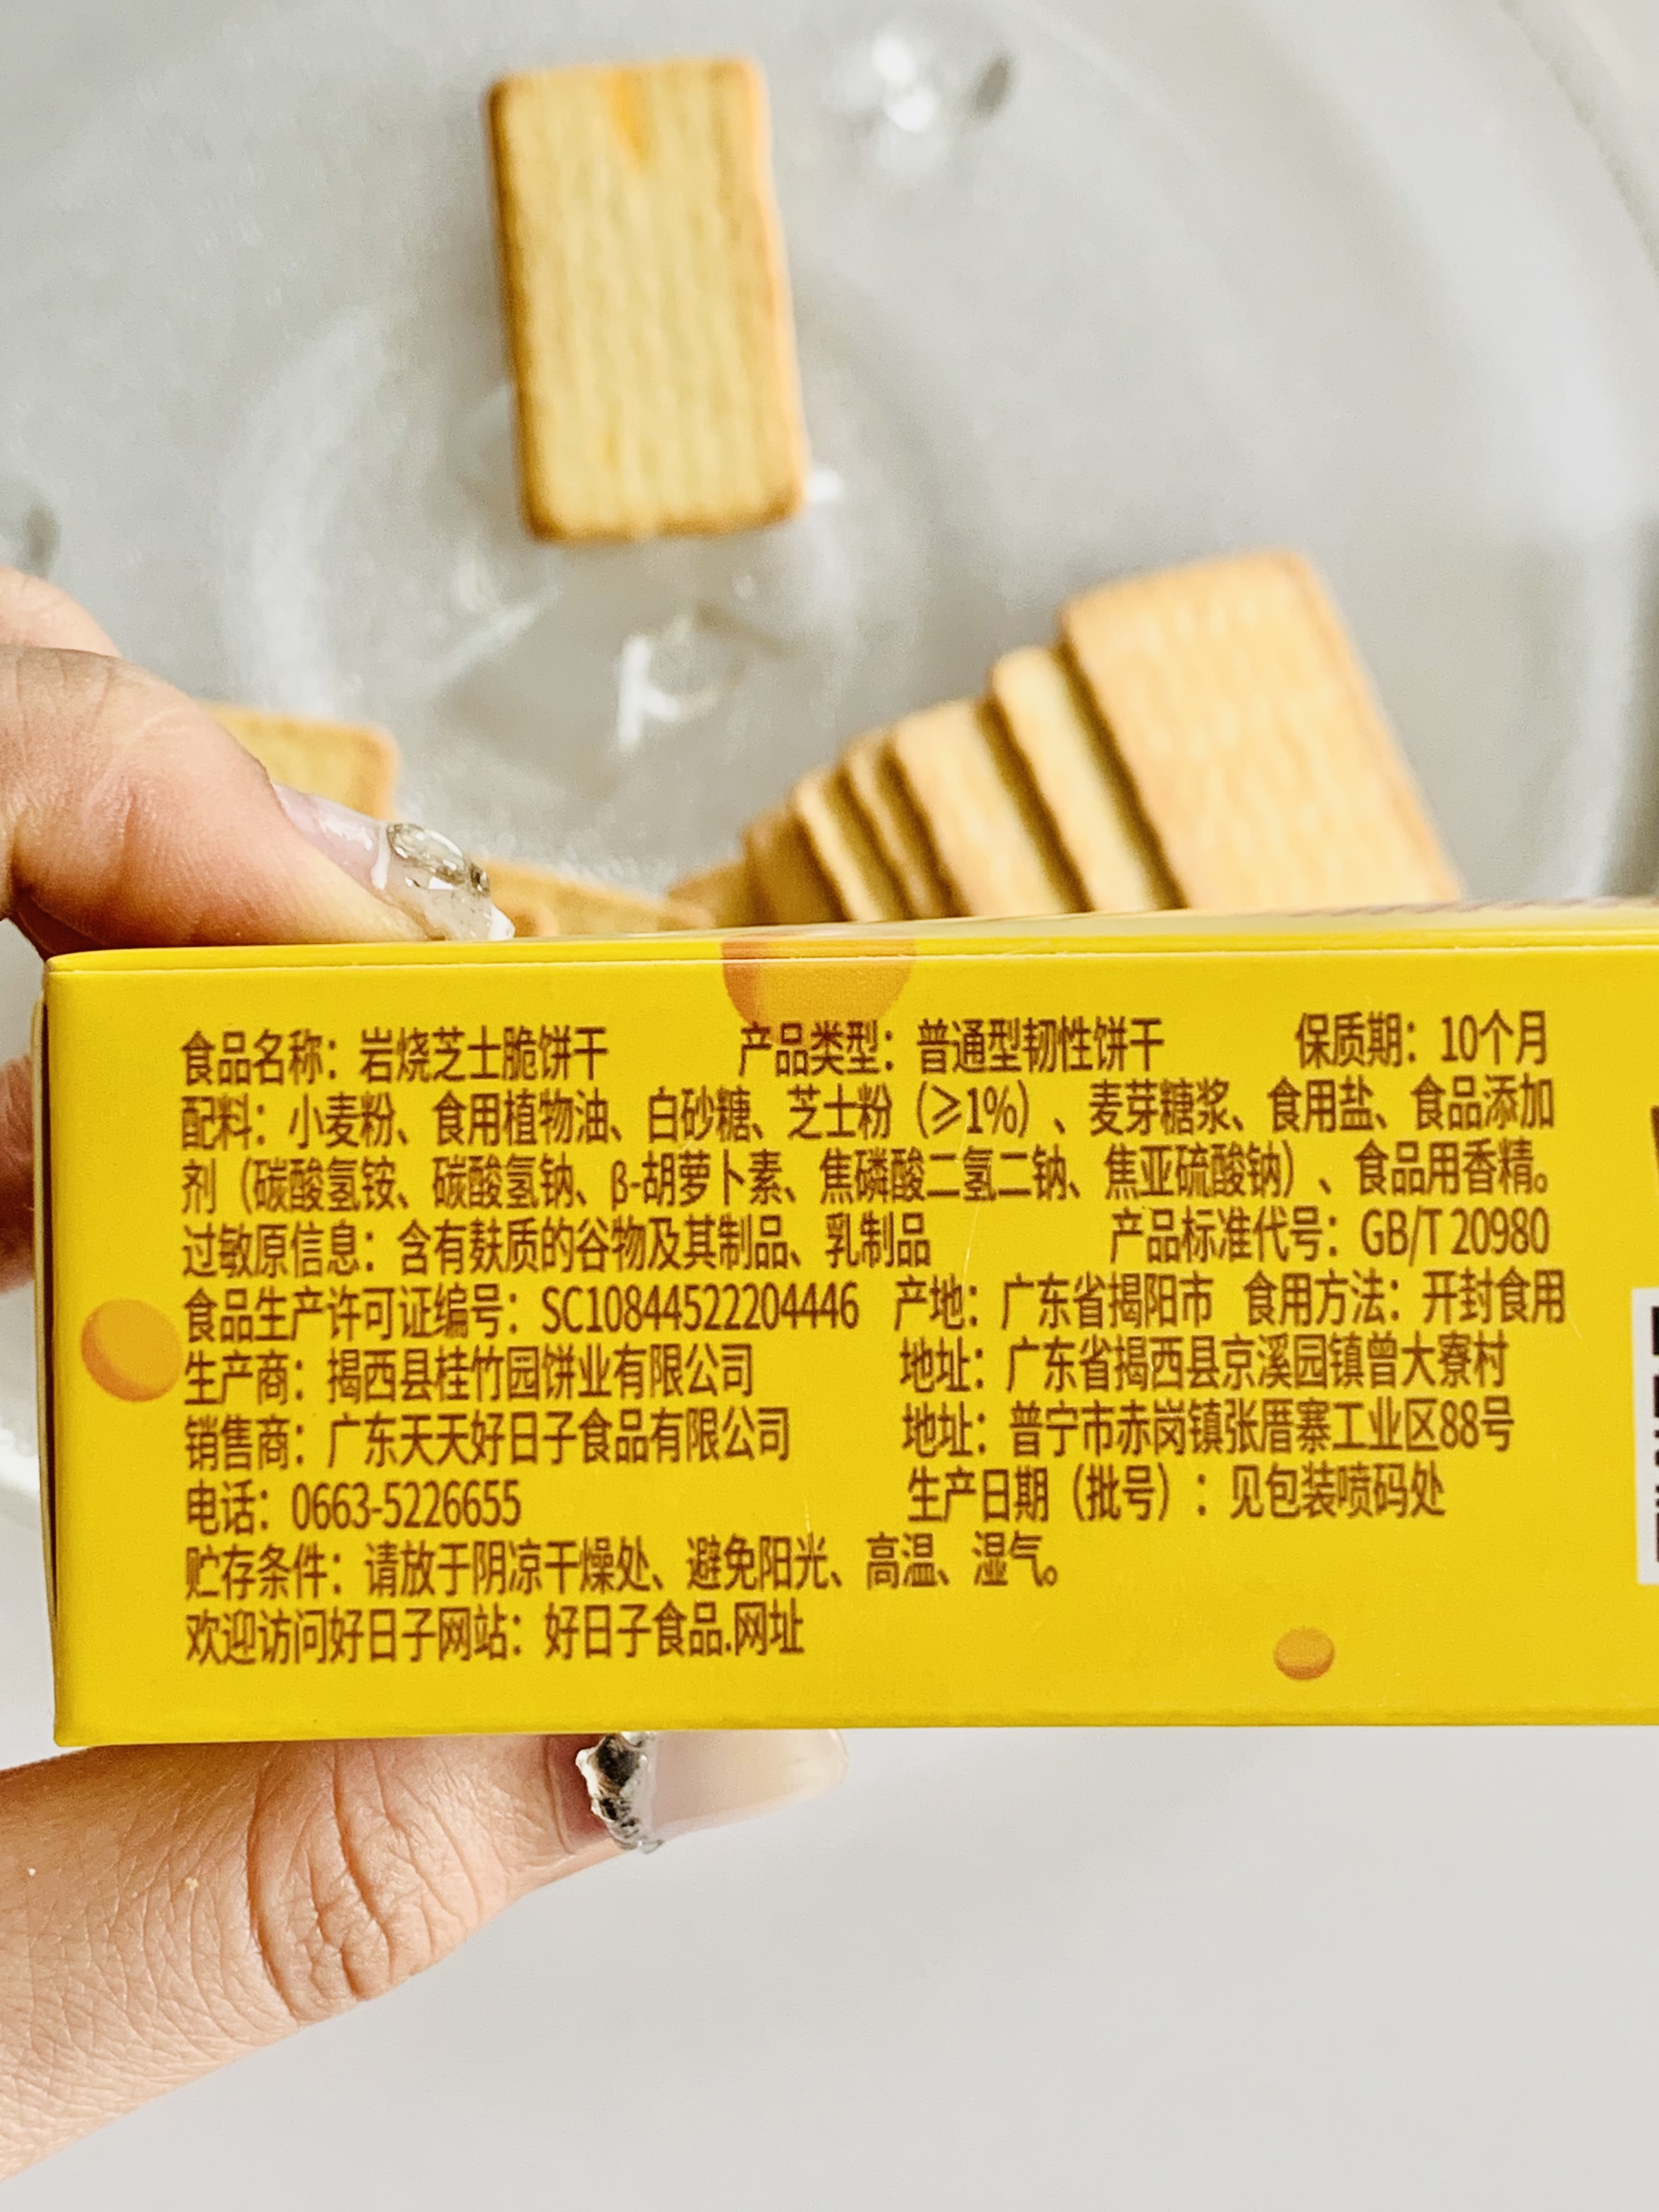 食品名称：岩烧芝士脆饼干 产品类型：普通型韧性饼干 保质期：10个月
配料：小麦粉、食用植物油、白砂糖、芝士粉（≥1%）、麦芽糖浆、食用盐、食品添加
剂（碳酸氢铵、碳酸氢钠、β-胡萝卜素、焦磷酸二氢二钠、焦亚硫酸钠）、食品用香精。
过敏原信息：含有麸质的谷物及其制品、乳制品 产品标准代号：GB/T 20980
食品生产许可证编号：SC10844522204446 产地：广东省揭阳市 食用方法：开封食用
生产商：揭西县桂竹园饼业有限公司 地址：广东省揭西县京溪园镇曾大寮村
销售商：广东天天好日子食品有限公司 地址：普宁市赤岗镇张厝寨工业区88号
电话：0663-5226655 生产日期（批号）：见包装喷码处
贮存条件：请放于阴凉干燥处、避免阳光、高温、湿气。
欢迎访问好日子网站：好日子食品.网址